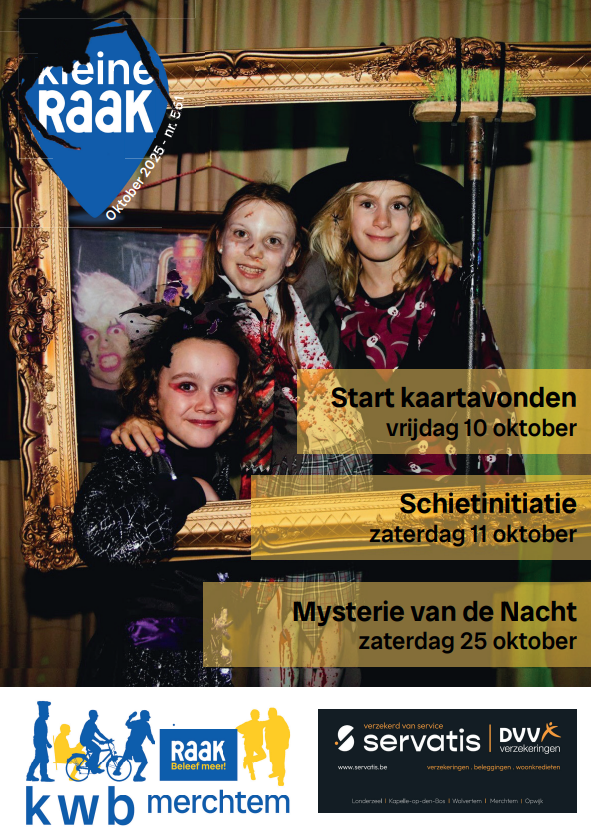 kleine
RAAK
Oktober 2025 - nr. 56
Start kaartavonden
vrijdag 10 oktober
Schietinitiatie
zaterdag 11 oktober
Mysterie van de Nacht
zaterdag 25 oktober
RAAK
Beleef meer!
kwb merchtem
verzekerd van service
servatis
DVV
verzekeringen
www.servatis.be
verzekeringen . beleggingen . woonkredieten
Londerzeel | Kapelle-op-den-Bos | Wolvertem | Merchtem | Opwijk